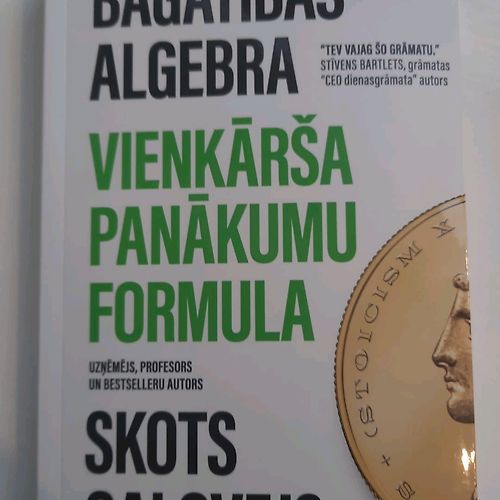 BAGĀTĪBAS
ALGEBRA
"TEV VAJAG ŠO GRĀMATU."
STĪVENS BARTLETS, grāmatas
"CEO dienasgrāmata" autors
VIENKĀRŠA
PANĀKUMU
FORMULA
UZŅĒMĒJS, PROFESORS
UN BESTSELLERU AUTORS
SKOTS
(STOICISM